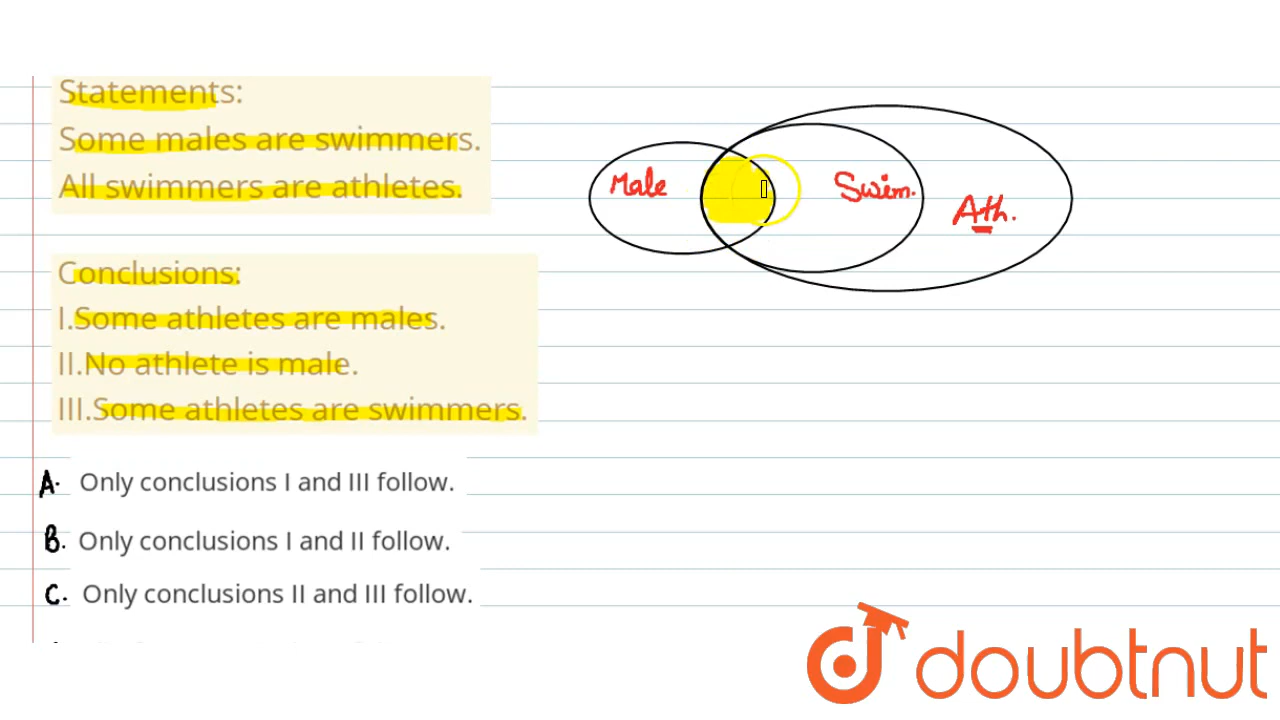 Statements:
Some males are swimmers.
All swimmers are athletes.
Conclusions:
I.Some athletes are males.
II.No athlete is male.
III.Some athletes are swimmers.
A. Only conclusions I and III follow.
B. Only conclusions I and II follow.
C. Only conclusions II and III follow.
Male
Swim.
Ath.
doubtnut